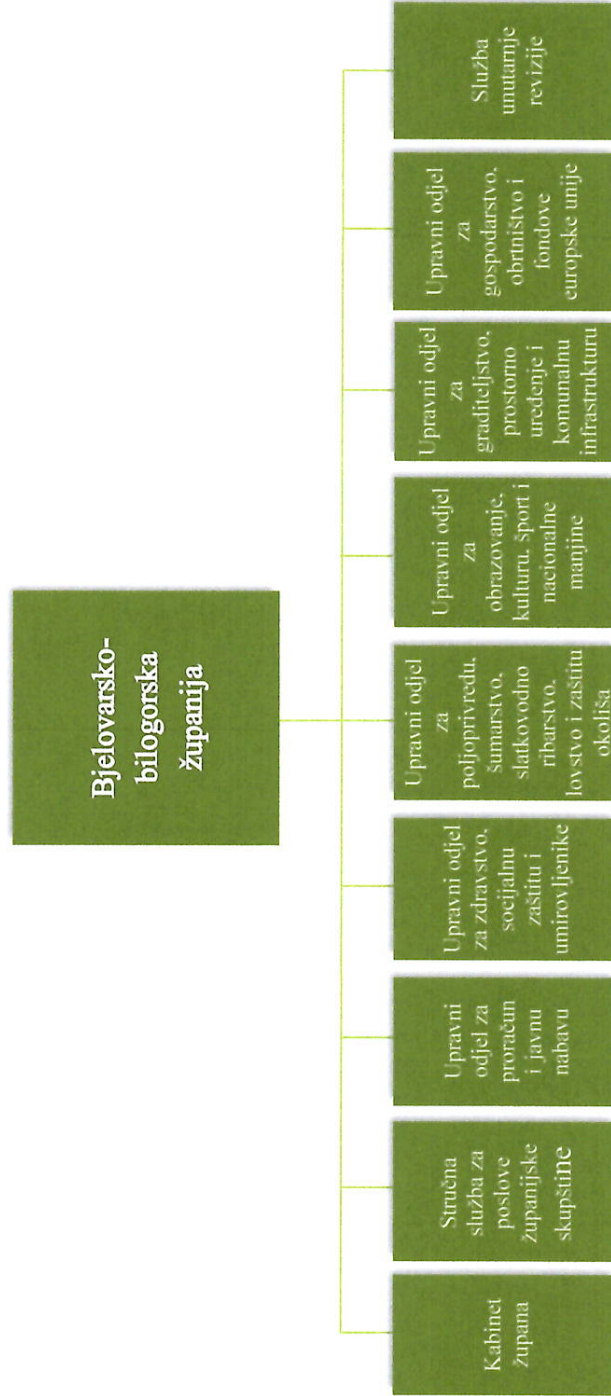 Bjelovarsko-
bilogorska
županija
Kabinet
župana
Stručna
služba za
poslove
županijske
skupštine
Upravni
odjel za
proračun
i javnu
nabavu
Upravni odjel
za zdravstvo,
socijalnu
zaštitu i
umirovljenike
Upravni odjel
za
poljoprivredu,
šumarstvo,
slatkovodno
ribarstvo,
lovstvo i zaštitu
okoliša
Upravni odjel
za
obrazovanje,
kulturu, šport i
nacionalne
manjine
Upravni odjel
za
graditeljstvo,
prostorno
uređenje i
komunalnu
infrastrukturu
Upravni odjel
za
gospodarstvo,
obrtništvo i
fondove
europske unije
Služba
unutarnje
revizije